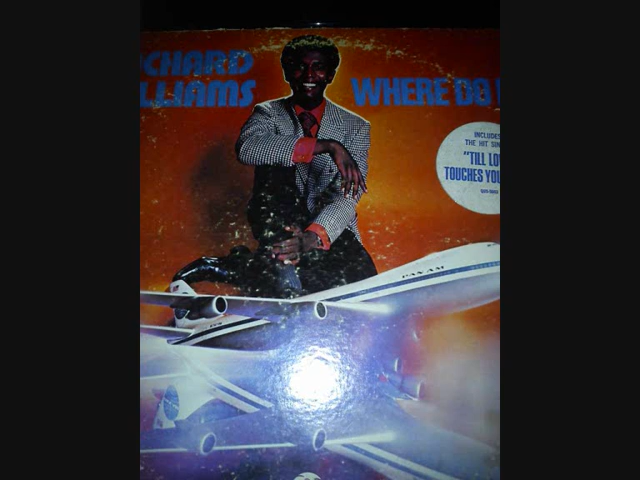 CHARD
LLIAMS
WHERE DO
INCLUDES
THE HIT SIN
"TILL LO
TOUCHES YOU
PAN AM